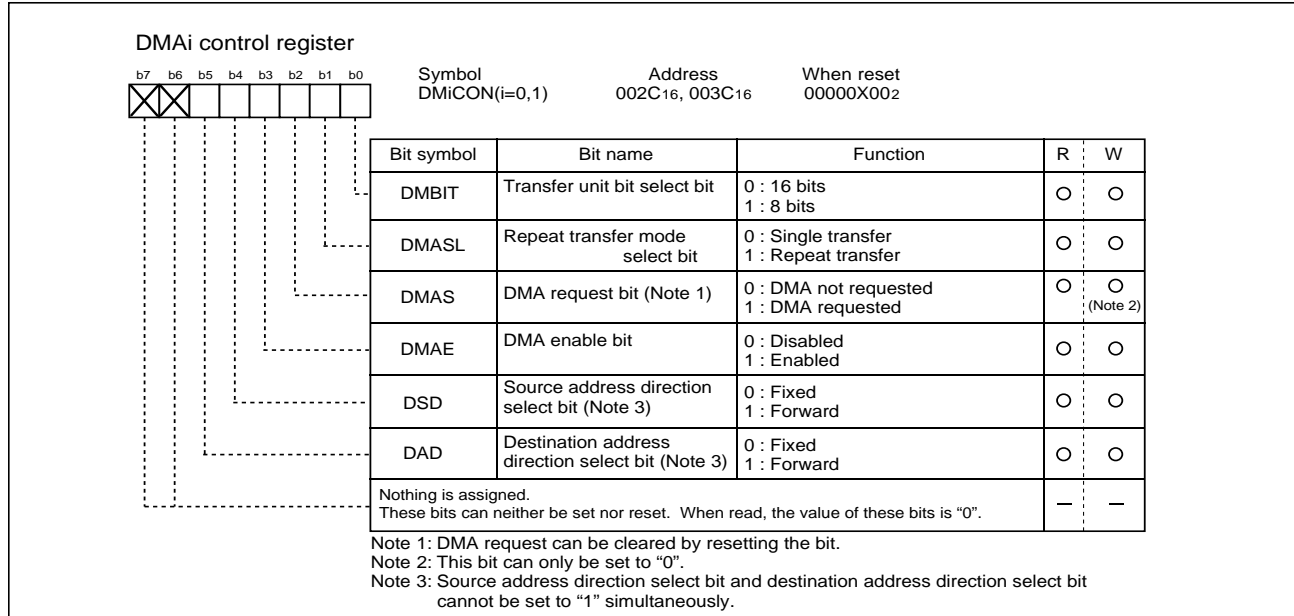 DMAi control register
b7 b6 b5 b4 b3 b2 b1 b0
Symbol Address When reset
DMiCON(i=0,1) 002C16, 003C16 00000X002
Bit symbol Bit name Function R W
DMBIT Transfer unit bit select bit 0 : 16 bits
1 : 8 bits
DMASL Repeat transfer mode
select bit 0 : Single transfer
1 : Repeat transfer
DMAS DMA request bit (Note 1) 0 : DMA not requested
1 : DMA requested
(Note 2)
DMAE DMA enable bit 0 : Disabled
1 : Enabled
DSD Source address direction
select bit (Note 3) 0 : Fixed
1 : Forward
DAD Destination address
direction select bit (Note 3) 0 : Fixed
1 : Forward
Nothing is assigned.
These bits can neither be set nor reset. When read, the value of these bits is “0”.
Note 1: DMA request can be cleared by resetting the bit.
Note 2: This bit can only be set to “0”.
Note 3: Source address direction select bit and destination address direction select bit
cannot be set to “1” simultaneously.